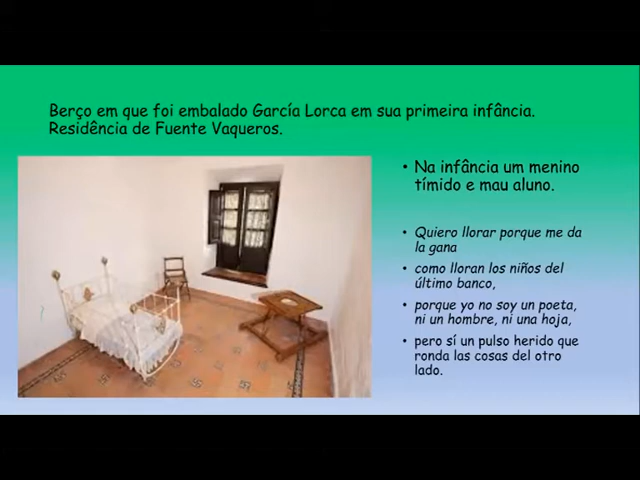 Berço em que foi embalado García Lorca em sua primeira infância.
Residência de Fuente Vaqueros.
• Na infância um menino
tímido e mau aluno.
• Quiero llorar porque me da
la gana
• como lloran los niños del
último banco,
• porque yo no soy un poeta,
ni un hombre, ni una hoja,
• pero sí un pulso herido que
ronda las cosas del otro
lado.